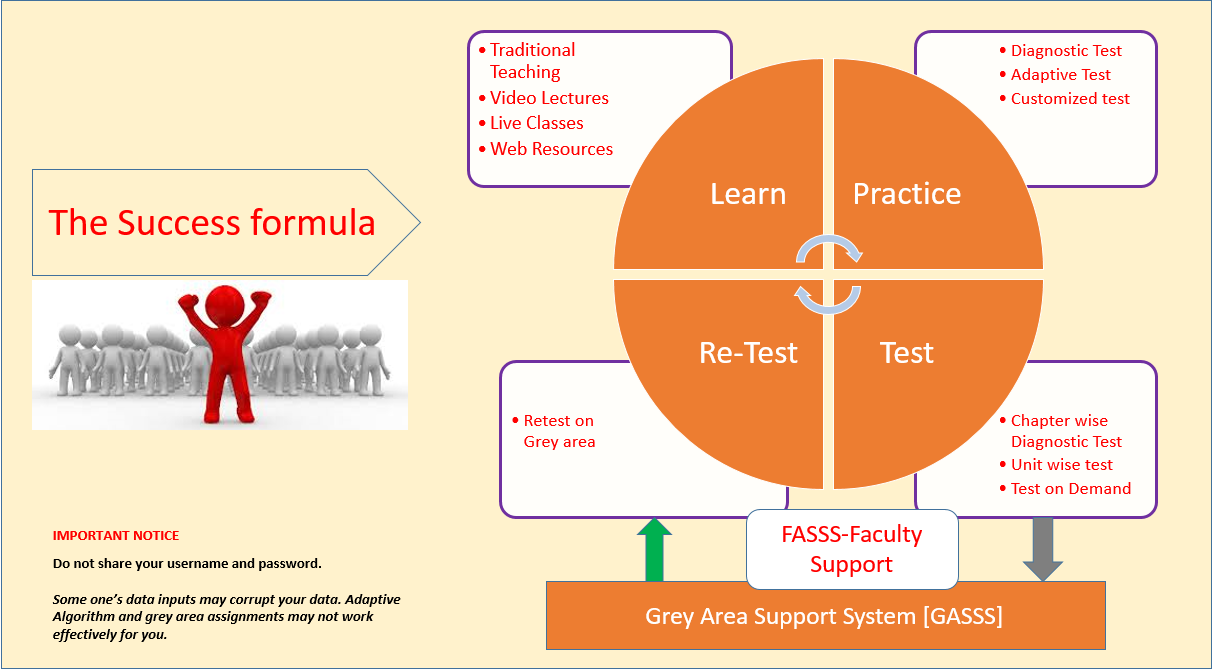 The Success formula
• Traditional
Teaching
• Video Lectures
• Live Classes
• Web Resources
• Diagnostic Test
• Adaptive Test
• Customized test
Learn
Practice
Re-Test
Test
• Retest on
Grey area
• Chapter wise
Diagnostic Test
• Unit wise test
• Test on Demand
FASSS-Faculty
Support
Grey Area Support System [GASSS]
IMPORTANT NOTICE
Do not share your username and password.
Some one’s data inputs may corrupt your data. Adaptive
Algorithm and grey area assignments may not work
effectively for you.